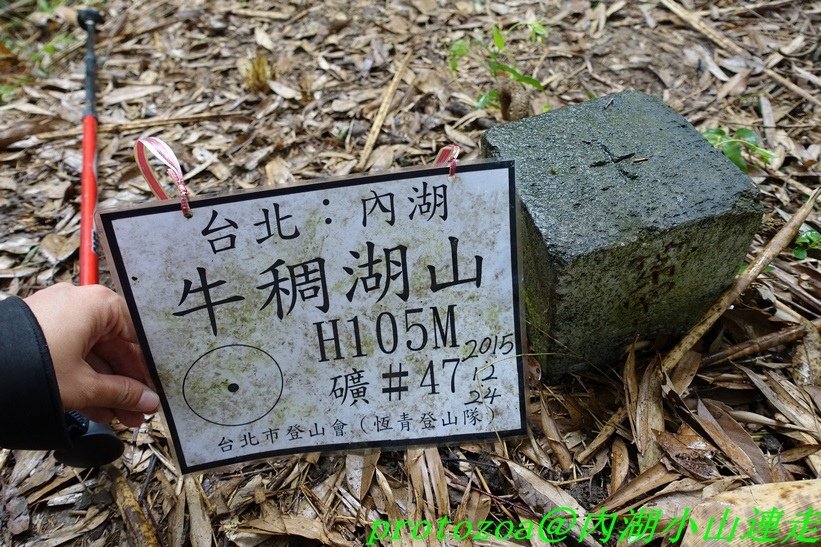 台北：內湖
牛稠湖山
H105M
礦#47
2015
12
24
台北市登山會（恆青登山隊）
protozoa@內湖小山連走